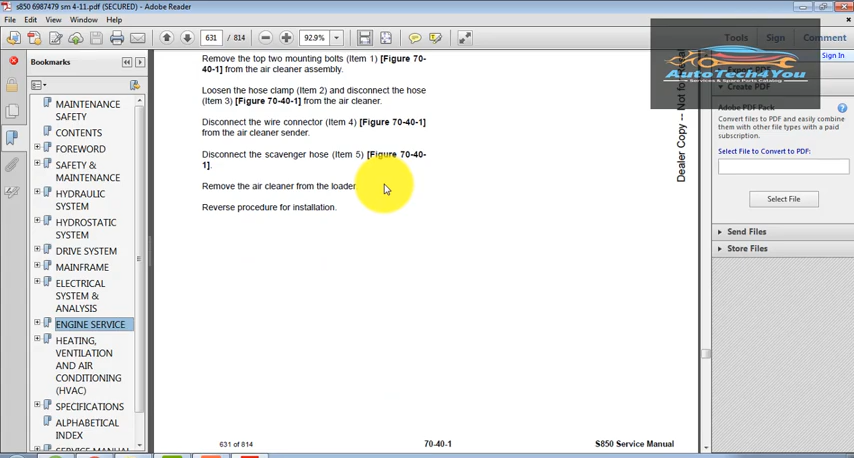 s850 6987479 sm 4-11.pdf (SECURED) - Adobe Reader
File Edit View Window Help
631 / 814
92.9%
Tools
Sign
Comment
Sign In
Bookmarks
MAINTENANCE
SAFETY
CONTENTS
FOREWORD
SAFETY &
MAINTENANCE
HYDRAULIC
SYSTEM
HYDROSTATIC
SYSTEM
DRIVE SYSTEM
MAINFRAME
ELECTRICAL
SYSTEM &
ANALYSIS
ENGINE SERVICE
HEATING,
VENTILATION
AND AIR
CONDITIONING
(HVAC)
SPECIFICATIONS
ALPHABETICAL
INDEX
SERVICE MANUAL
Remove the top two mounting bolts (Item 1) [Figure 70-
40-1] from the air cleaner assembly.
Loosen the hose clamp (Item 2) and disconnect the hose
(Item 3) [Figure 70-40-1] from the air cleaner.
Disconnect the wire connector (Item 4) [Figure 70-40-1]
from the air cleaner sender.
Disconnect the scavenger hose (Item 5) [Figure 70-40-
1].
Remove the air cleaner from the loader
Reverse procedure for installation.
631 of 814
70-40-1
S850 Service Manual
Dealer Copy -- Not for
AutoTech4You
Services & Spare Parts Catalog
Export PDF
Create PDF
Adobe PDF Pack
Convert files to PDF and easily combine
them with other file types with a paid
subscription.
Select File to Convert to PDF:
Select File
Send Files
Store Files